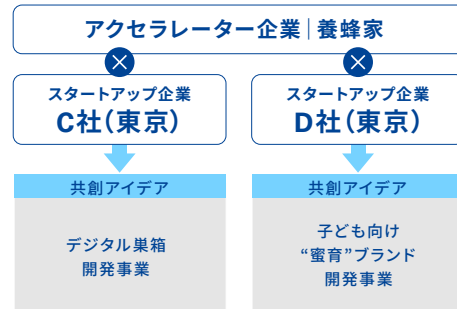 アクセラレーター企業｜養蜂家
スタートアップ企業
C社(東京)
スタートアップ企業
D社(東京)
共創アイデア
デジタル巣箱
開発事業
共創アイデア
子ども向け
“蜜育”ブランド
開発事業